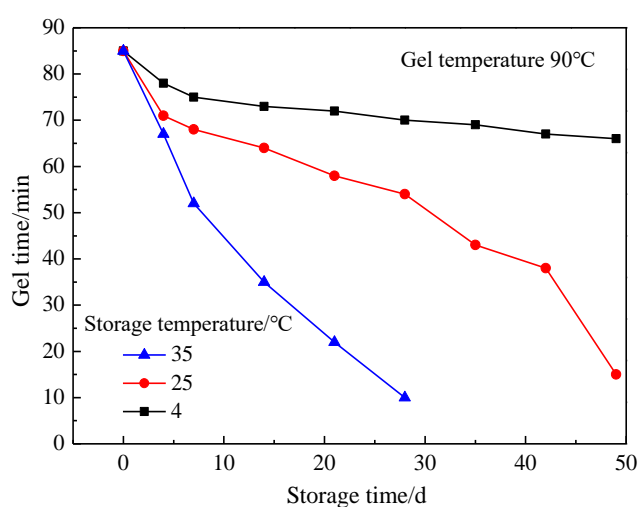 90
80
70
60
50
40
30
20
10
0
Gel time/min
Gel temperature 90℃
Storage temperature/℃
35
25
4
0 10 20 30 40 50
Storage time/d